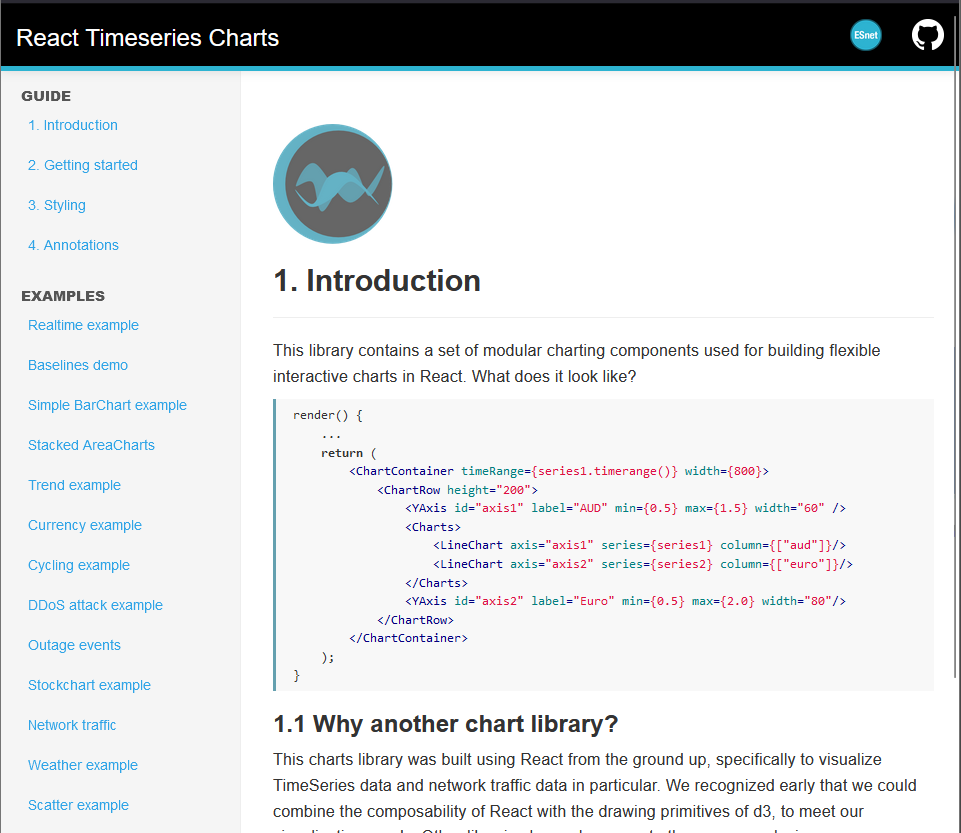 React Timeseries Charts
ESnet
GUIDE
1. Introduction
2. Getting started
3. Styling
4. Annotations
EXAMPLES
Realtime example
Baselines demo
Simple BarChart example
Stacked AreaCharts
Trend example
Currency example
Cycling example
DDoS attack example
Outage events
Stockchart example
Network traffic
Weather example
Scatter example
1. Introduction
This library contains a set of modular charting components used for building flexible
interactive charts in React. What does it look like?
render() {
    ...
    return (
        <ChartContainer timeRange={series1.timerange()} width={800}>
            <ChartRow height="200">
                <YAxis id="axis1" label="AUD" min={0.5} max={1.5} width="60" />
                <Charts>
                    <LineChart axis="axis1" series={series1} column={["aud"]}/>
                    <LineChart axis="axis2" series={series2} column={["euro"]}/>
                </Charts>
                <YAxis id="axis2" label="Euro" min={0.5} max={2.0} width="80"/>
            </ChartRow>
        </ChartContainer>
    );
}
1.1 Why another chart library?
This charts library was built using React from the ground up, specifically to visualize
TimeSeries data and network traffic data in particular. We recognized early that we could
combine the composability of React with the drawing primitives of d3, to meet our